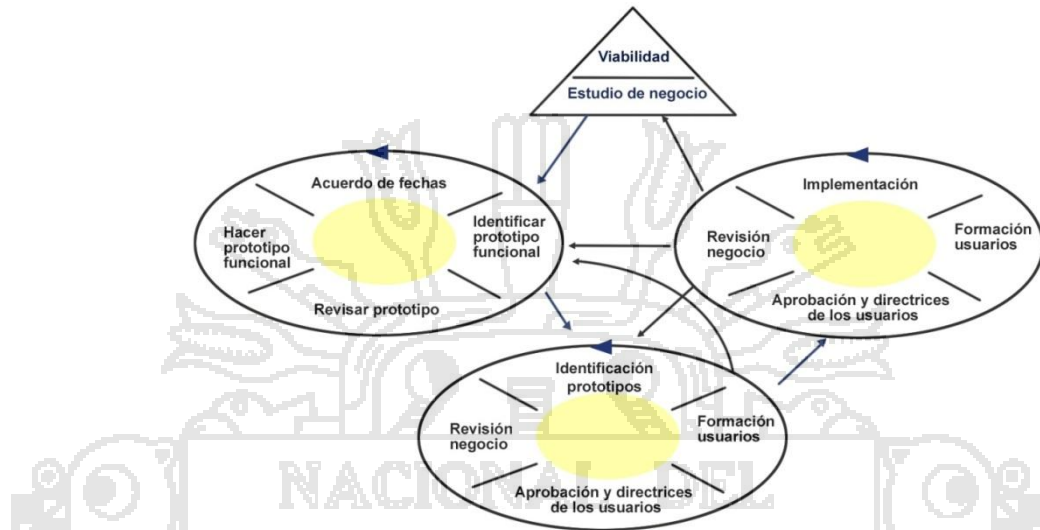 Viabilidad
Estudio de negocio
Acuerdo de fechas
Hacer
prototipo
funcional
Identificar
prototipo
funcional
Revisar prototipo
Implementación
Revisión
negocio
Formación
usuarios
Aprobación y directrices
de los usuarios
Identificación
prototipos
Revisión
negocio
Formación
usuarios
Aprobación y directrices
de los usuarios
NACIONAL DEL